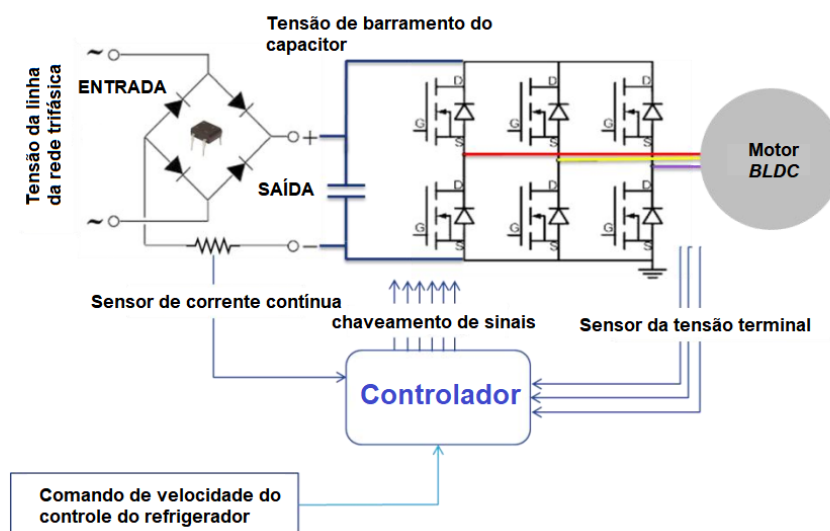 Tensão de barramento do
capacitor
~
ENTRADA
Tensão da linha
da rede trifásica
+
SAÍDA
~
−
D
G
S
D
G
S
D
G
S
D
G
S
D
G
S
D
G
S
Motor
BLDC
Sensor de corrente contínua
chaveamento de sinais
Sensor da tensão terminal
Controlador
Comando de velocidade do
controle do refrigerador